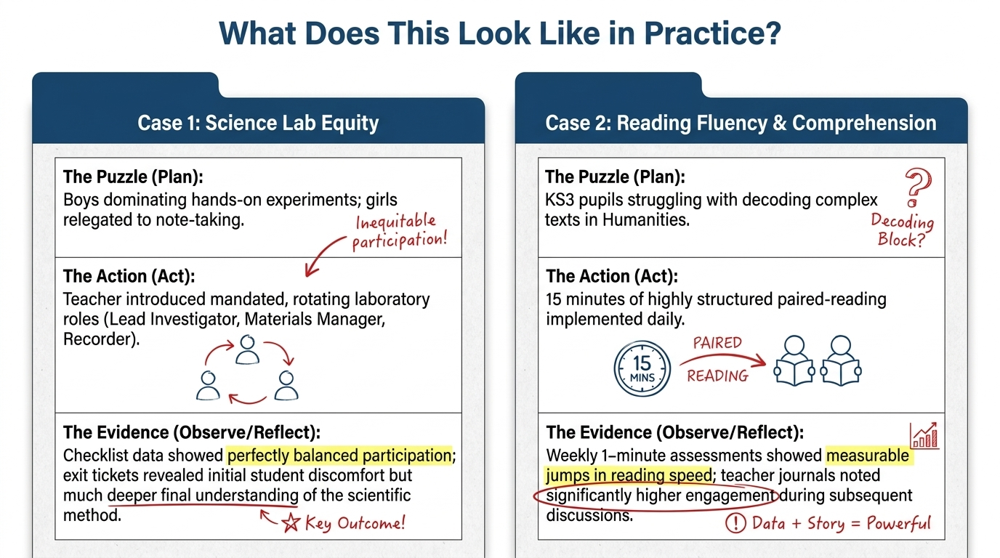 What Does This Look Like in Practice?
Case 1: Science Lab Equity
The Puzzle (Plan):
Boys dominating hands-on experiments; girls
relegated to note-taking.
Inequitable
participation!
The Action (Act):
Teacher introduced mandated, rotating laboratory
roles (Lead Investigator, Materials Manager,
Recorder).
The Evidence (Observe/Reflect):
Checklist data showed perfectly balanced participation;
exit tickets revealed initial student discomfort but
much deeper final understanding of the scientific
method.
Key Outcome!
Case 2: Reading Fluency & Comprehension
The Puzzle (Plan):
KS3 pupils struggling with decoding complex
texts in Humanities.
?
Decoding
Block?
The Action (Act):
15 minutes of highly structured paired-reading
implemented daily.
15
MINS
PAIRED
READING
The Evidence (Observe/Reflect):
Weekly 1–minute assessments showed measurable
jumps in reading speed; teacher journals noted
significantly higher engagement during subsequent
discussions.
! Data + Story = Powerful